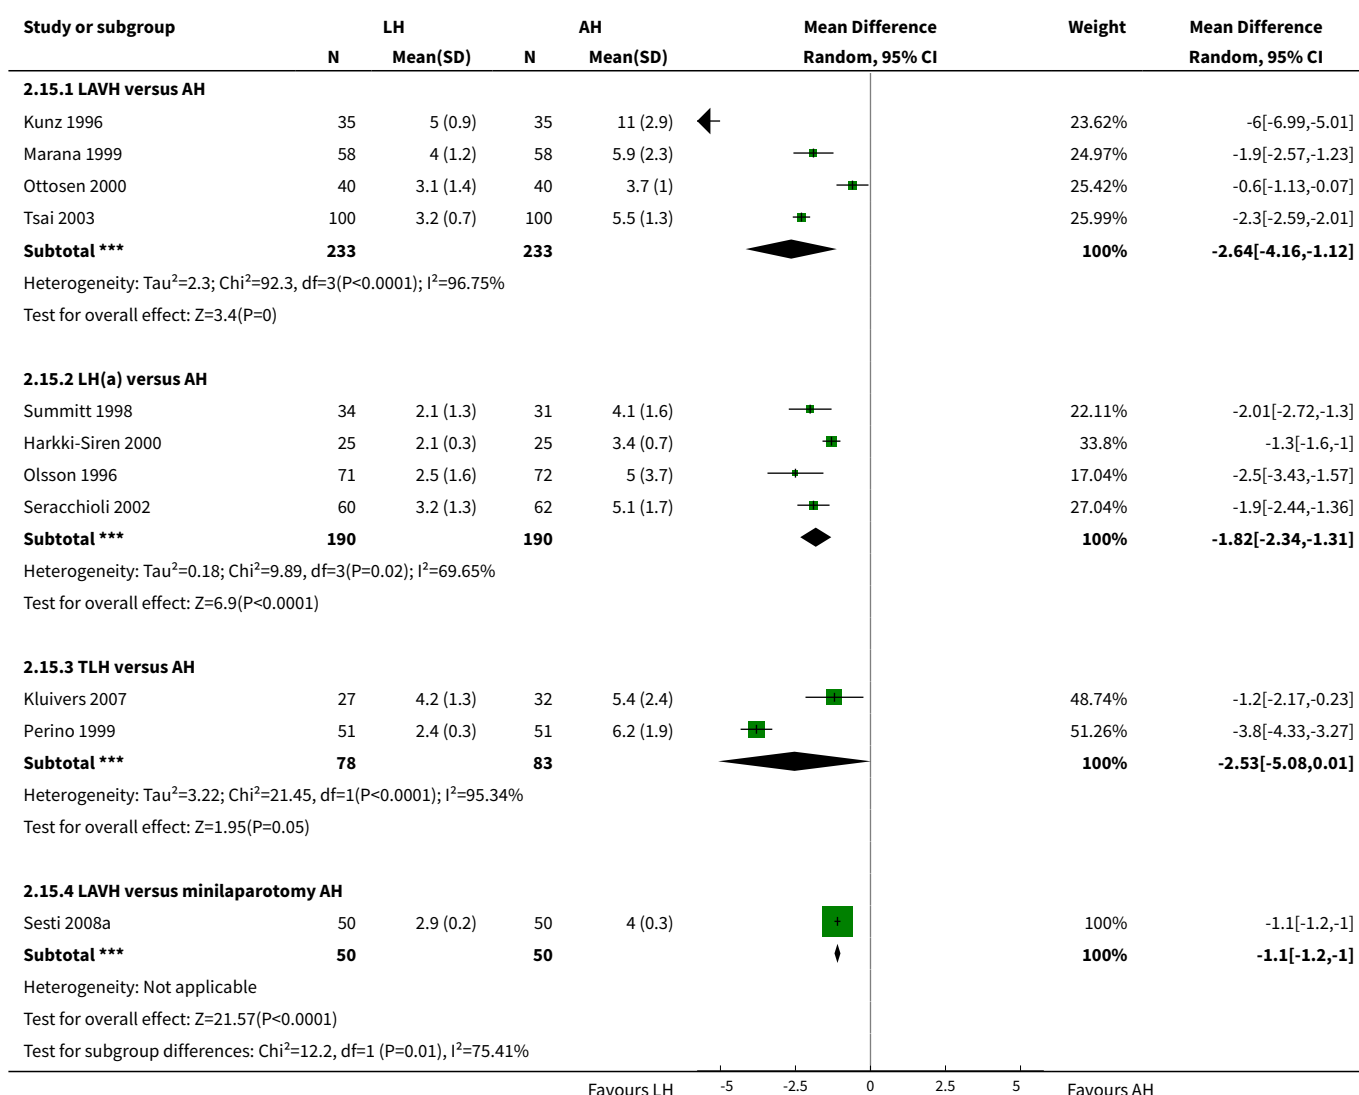 Study or subgroup LH AH Mean Difference Weight Mean Difference
N Mean(SD) N Mean(SD) Random, 95% CI Random, 95% CI
2.15.1 LAVH versus AH
Kunz 1996 35 5 (0.9) 35 11 (2.9) 23.62% -6[-6.99,-5.01]
Marana 1999 58 4 (1.2) 58 5.9 (2.3) 24.97% -1.9[-2.57,-1.23]
Ottosen 2000 40 3.1 (1.4) 40 3.7 (1) 25.42% -0.6[-1.13,-0.07]
Tsai 2003 100 3.2 (0.7) 100 5.5 (1.3) 25.99% -2.3[-2.59,-2.01]
Subtotal *** 233 233 100% -2.64[-4.16,-1.12]
Heterogeneity: Tau²=2.3; Chi²=92.3, df=3(P<0.0001); I²=96.75%
Test for overall effect: Z=3.4(P=0)
2.15.2 LH(a) versus AH
Summitt 1998 34 2.1 (1.3) 31 4.1 (1.6) 22.11% -2.01[-2.72,-1.3]
Harkki-Siren 2000 25 2.1 (0.3) 25 3.4 (0.7) 33.8% -1.3[-1.6,-1]
Olsson 1996 71 2.5 (1.6) 72 5 (3.7) 17.04% -2.5[-3.43,-1.57]
Seracchioli 2002 60 3.2 (1.3) 62 5.1 (1.7) 27.04% -1.9[-2.44,-1.36]
Subtotal *** 190 190 100% -1.82[-2.34,-1.31]
Heterogeneity: Tau²=0.18; Chi²=9.89, df=3(P=0.02); I²=69.65%
Test for overall effect: Z=6.9(P<0.0001)
2.15.3 TLH versus AH
Kluivers 2007 27 4.2 (1.3) 32 5.4 (2.4) 48.74% -1.2[-2.17,-0.23]
Perino 1999 51 2.4 (0.3) 51 6.2 (1.9) 51.26% -3.8[-4.33,-3.27]
Subtotal *** 78 83 100% -2.53[-5.08,0.01]
Heterogeneity: Tau²=3.22; Chi²=21.45, df=1(P<0.0001); I²=95.34%
Test for overall effect: Z=1.95(P=0.05)
2.15.4 LAVH versus minilaparotomy AH
Sesti 2008a 50 2.9 (0.2) 50 4 (0.3) 100% -1.1[-1.2,-1]
Subtotal *** 50 50 100% -1.1[-1.2,-1]
Heterogeneity: Not applicable
Test for overall effect: Z=21.57(P<0.0001)
Test for subgroup differences: Chi²=12.2, df=1 (P=0.01), I²=75.41%
Favours LH -5 -2.5 0 2.5 5 Favours AH